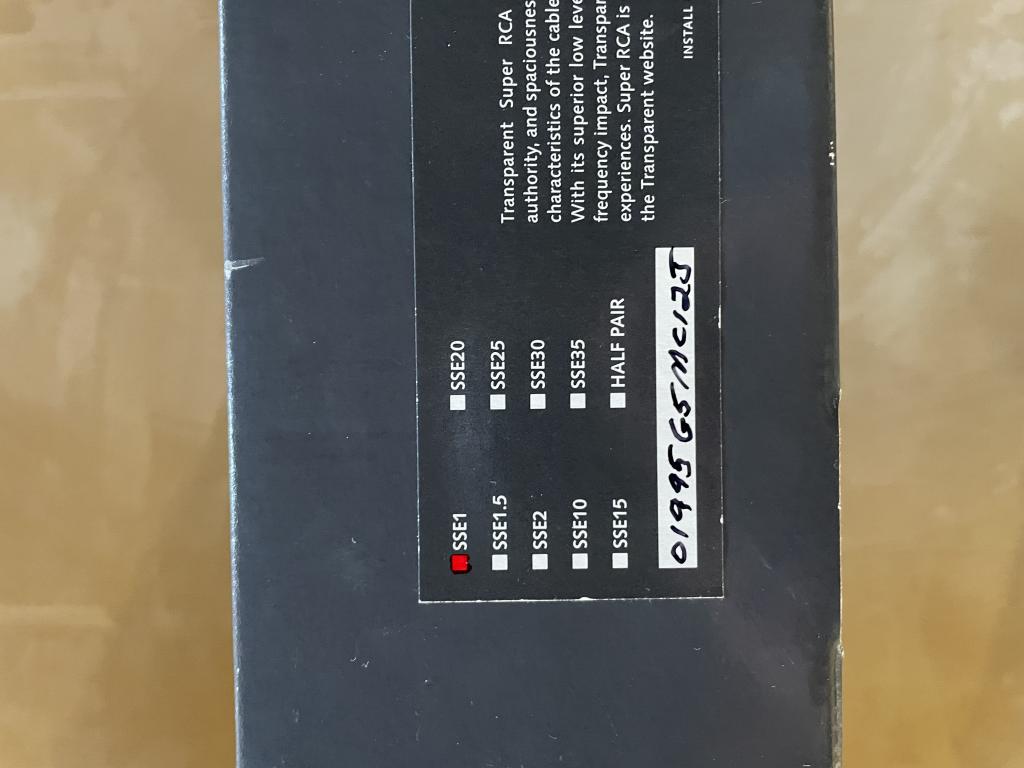 SSE1
SSE1.5
SSE2
SSE10
SSE15
SSE20
SSE25
SSE30
SSE35
HALF PAIR
01995G5MC123
Transparent Super RCA
authority, and spaciousnes
characteristics of the cable
With its superior low leve
frequency impact, Transpar
experiences. Super RCA is
the Transparent website.
INSTALL